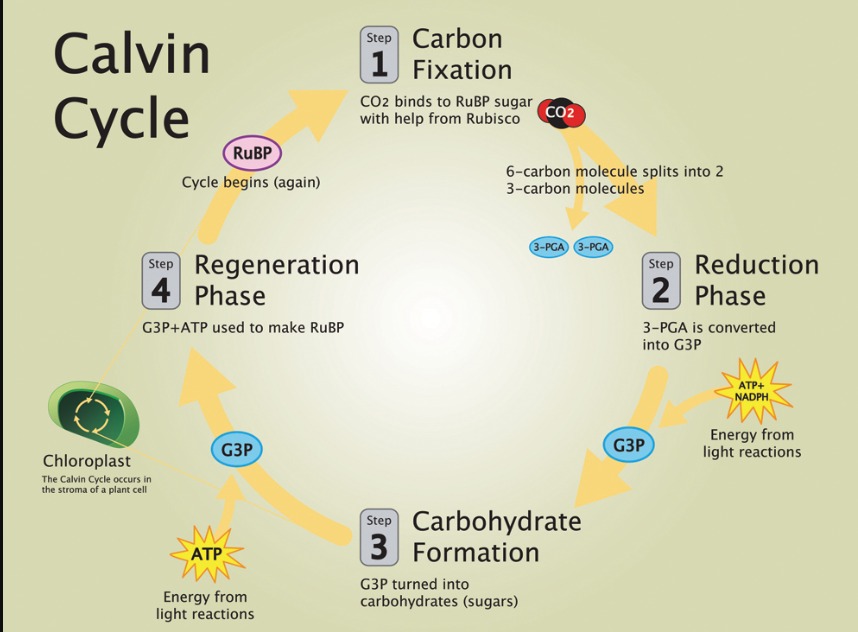 Calvin
Cycle
Step
1
Carbon
Fixation
CO2 binds to RuBP sugar
with help from Rubisco
CO2
6-carbon molecule splits into 2
3-carbon molecules
3-PGA
3-PGA
Step
2
Reduction
Phase
3-PGA is converted
into G3P
ATP+
NADPH
Energy from
light reactions
G3P
Step
3
Carbohydrate
Formation
G3P turned into
carbohydrates (sugars)
G3P
ATP
Energy from
light reactions
Chloroplast
The Calvin Cycle occurs in
the stroma of a plant cell
Step
4
Regeneration
Phase
G3P+ATP used to make RuBP
RuBP
Cycle begins (again)